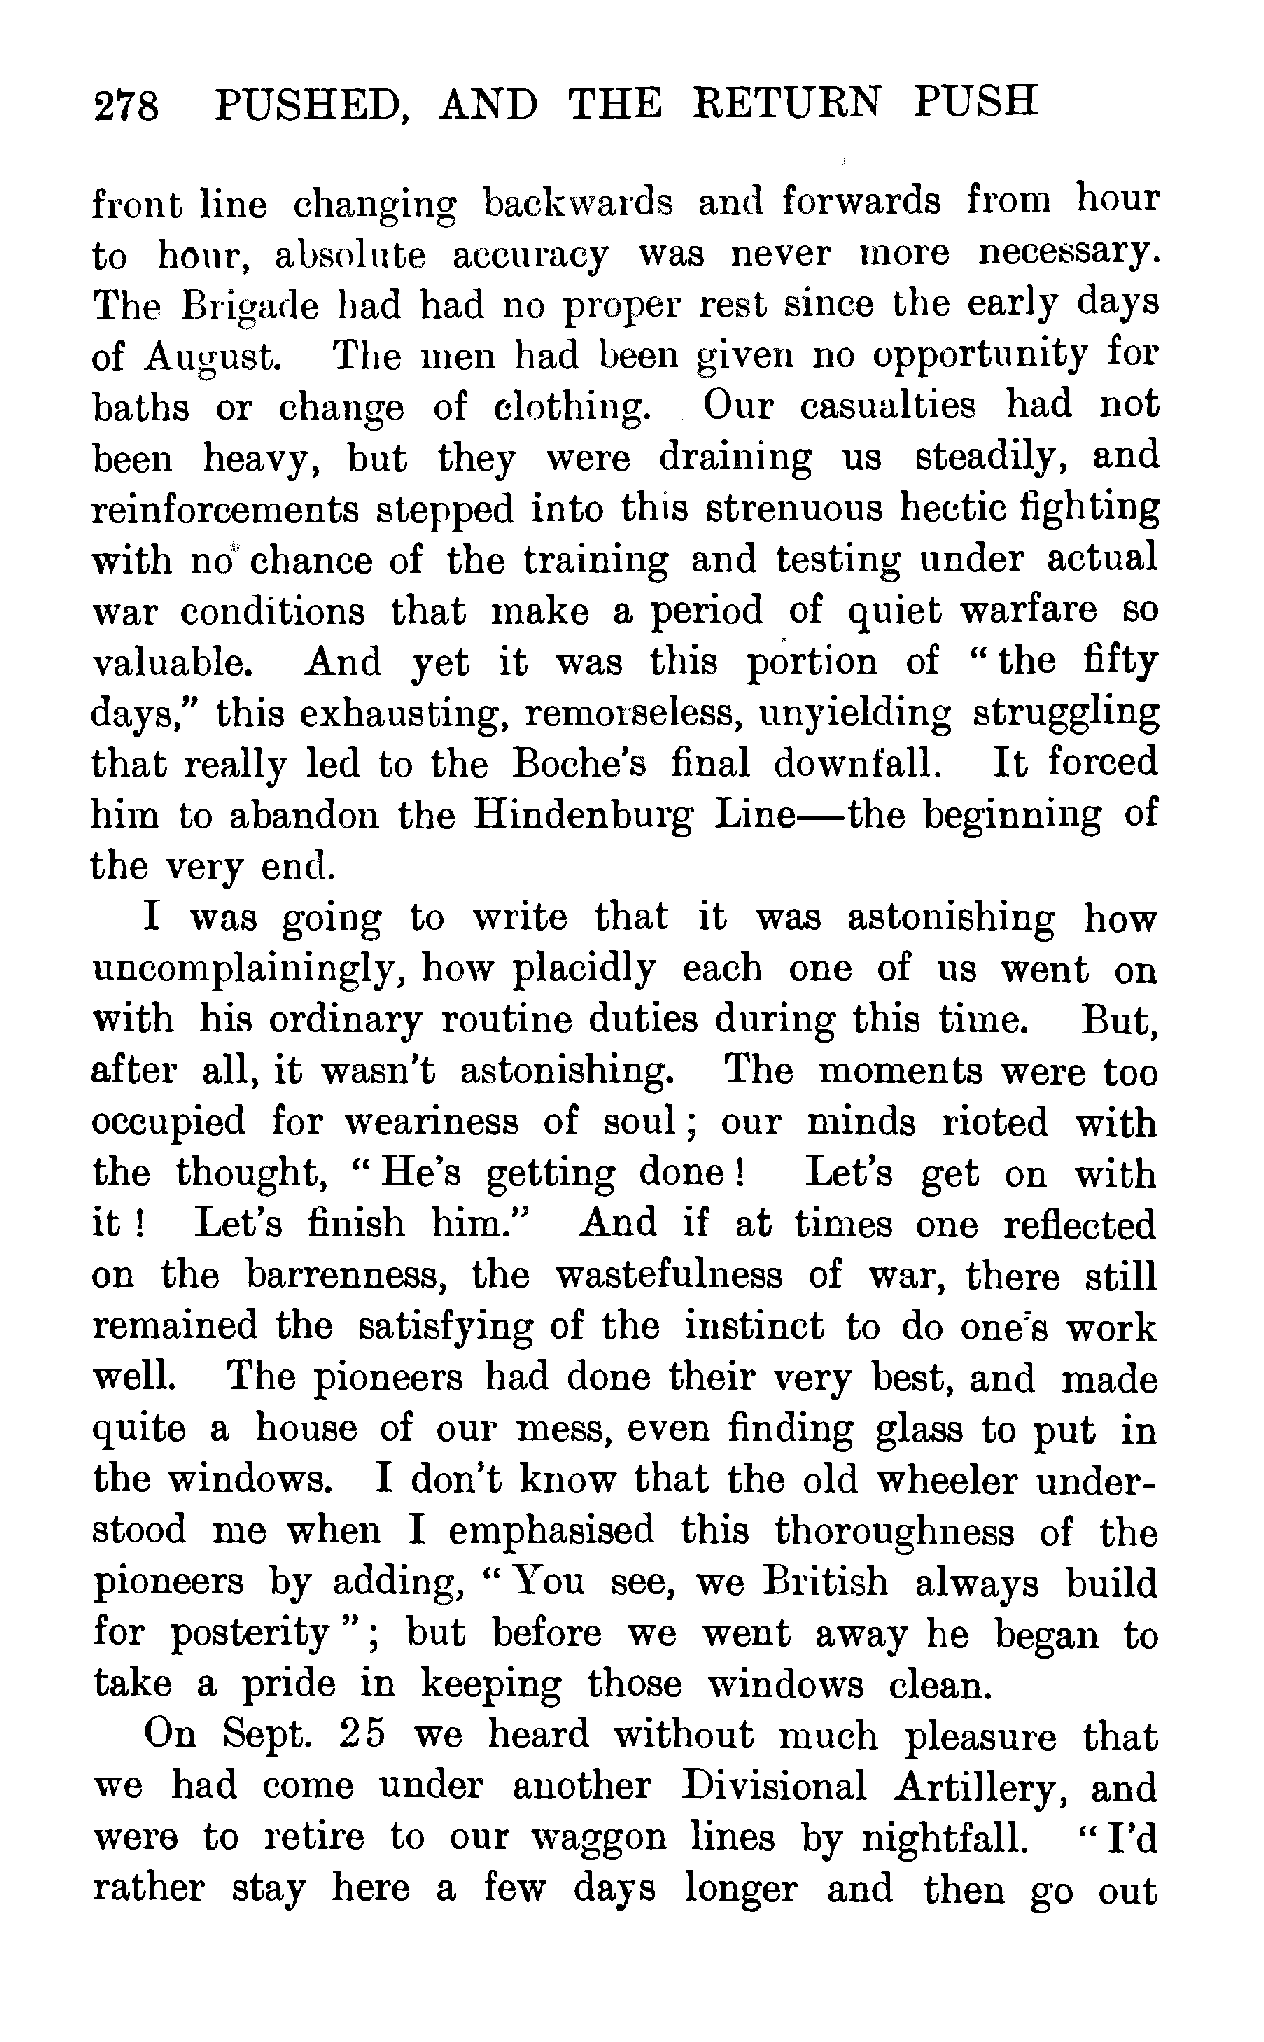 278 PUSHED, AND THE RETURN PUSH
front line changing backwards and forwards from hour
to hour, absolute accuracy was never more necessary.
The Brigade had had no proper rest since the early days
of August. The men had been given no opportunity for
baths or change of clothing. Our casualties had not
been heavy, but they were draining us steadily, and
reinforcements stepped into this strenuous hectic fighting
with no chance of the training and testing under actual
war conditions that make a period of quiet warfare so
valuable. And yet it was this portion of “ the fifty
days,” this exhausting, remorseless, unyielding struggling
that really led to the Boche’s final downfall. It forced
him to abandon the Hindenburg Line—the beginning of
the very end.
I was going to write that it was astonishing how
uncomplainingly, how placidly each one of us went on
with his ordinary routine duties during this time. But,
after all, it wasn’t astonishing. The moments were too
occupied for weariness of soul ; our minds rioted with
the thought, “ He’s getting done ! Let’s get on with
it ! Let’s finish him.” And if at times one reflected
on the barrenness, the wastefulness of war, there still
remained the satisfying of the instinct to do one’s work
well. The pioneers had done their very best, and made
quite a house of our mess, even finding glass to put in
the windows. I don’t know that the old wheeler under-
stood me when I emphasised this thoroughness of the
pioneers by adding, “ You see, we British always build
for posterity ” ; but before we went away he began to
take a pride in keeping those windows clean.
On Sept. 25 we heard without much pleasure that
we had come under another Divisional Artillery, and
were to retire to our waggon lines by nightfall. “ I’d
rather stay here a few days longer and then go out